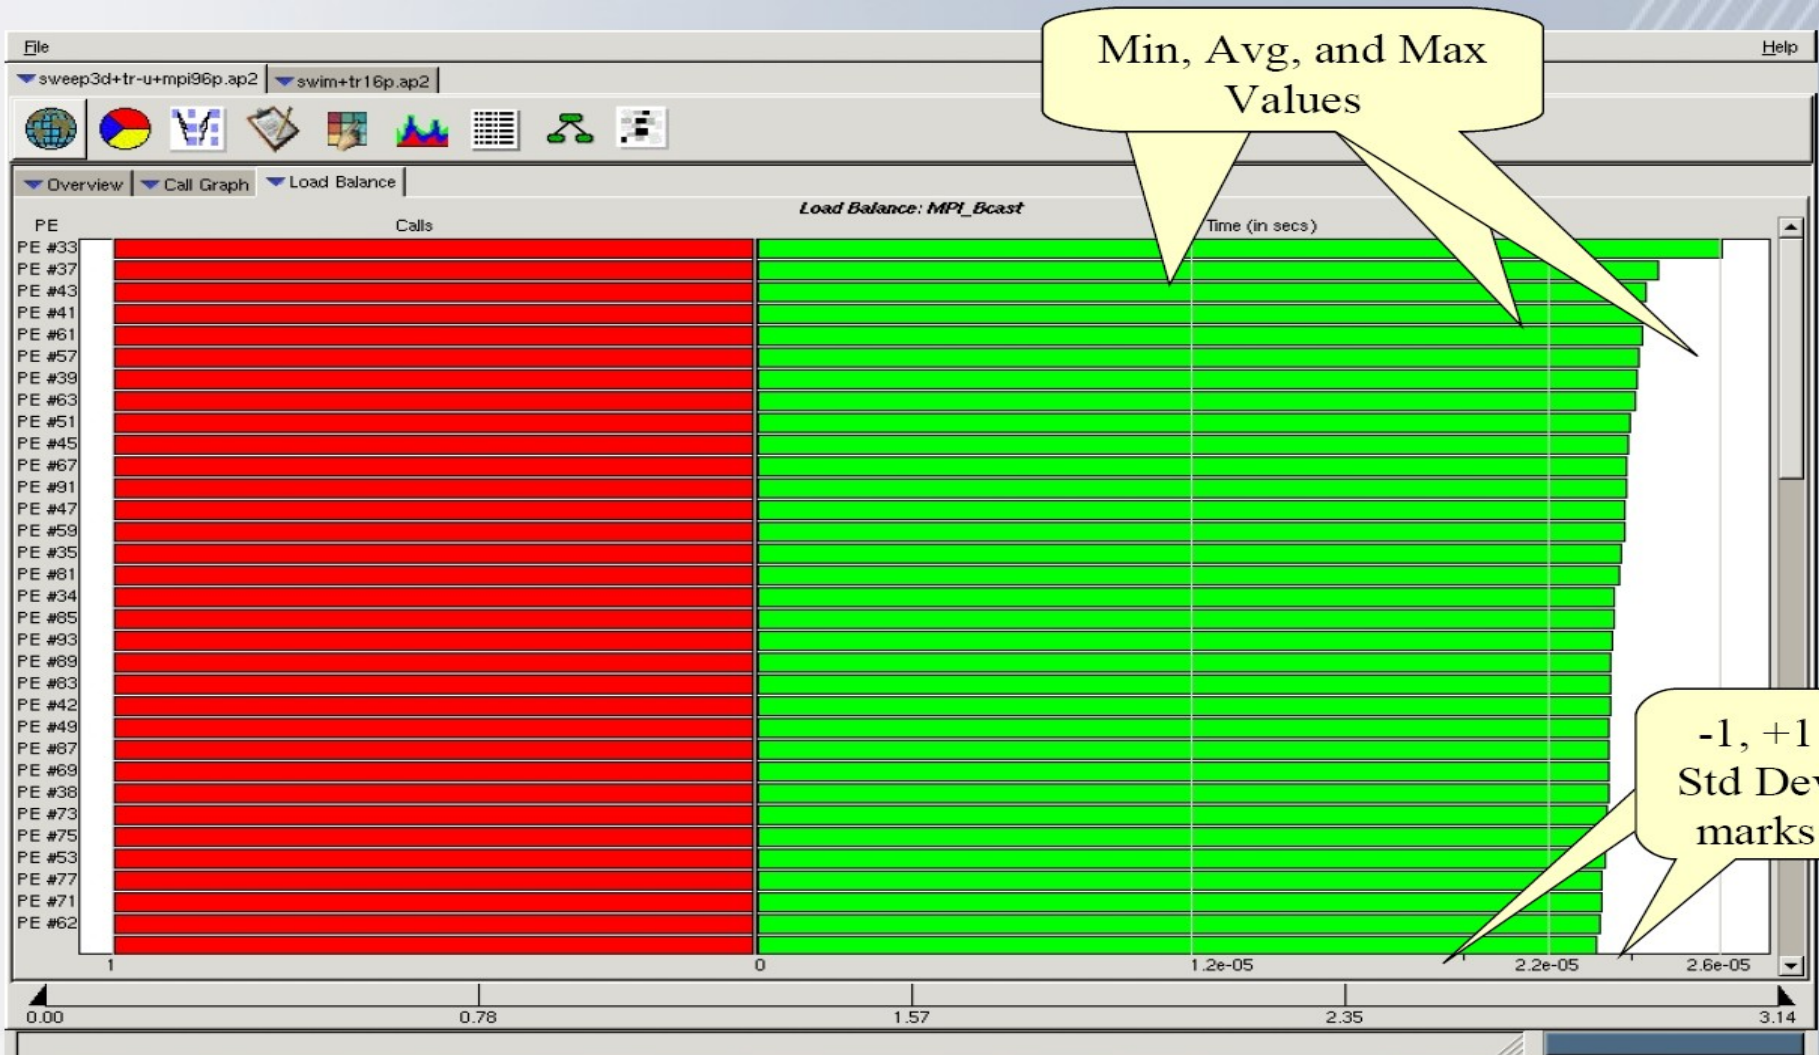 Min, Avg, and Max
Values
File
Help
sweep3d+tr-u+mpi96p.ap2
swim+tr16p.ap2
Overview
Call Graph
Load Balance
Load Balance: MPI_Bcast
PE
Calls
Time (in secs)
PE #33
PE #37
PE #43
PE #41
PE #61
PE #57
PE #39
PE #63
PE #51
PE #45
PE #67
PE #91
PE #47
PE #59
PE #35
PE #81
PE #34
PE #85
PE #93
PE #89
PE #83
PE #42
PE #49
PE #87
PE #69
PE #38
PE #73
PE #75
PE #53
PE #77
PE #71
PE #62
-1, +1
Std Dev
marks
1
0
1.2e-05
2.2e-05
2.6e-05
0.00
0.78
1.57
2.35
3.14